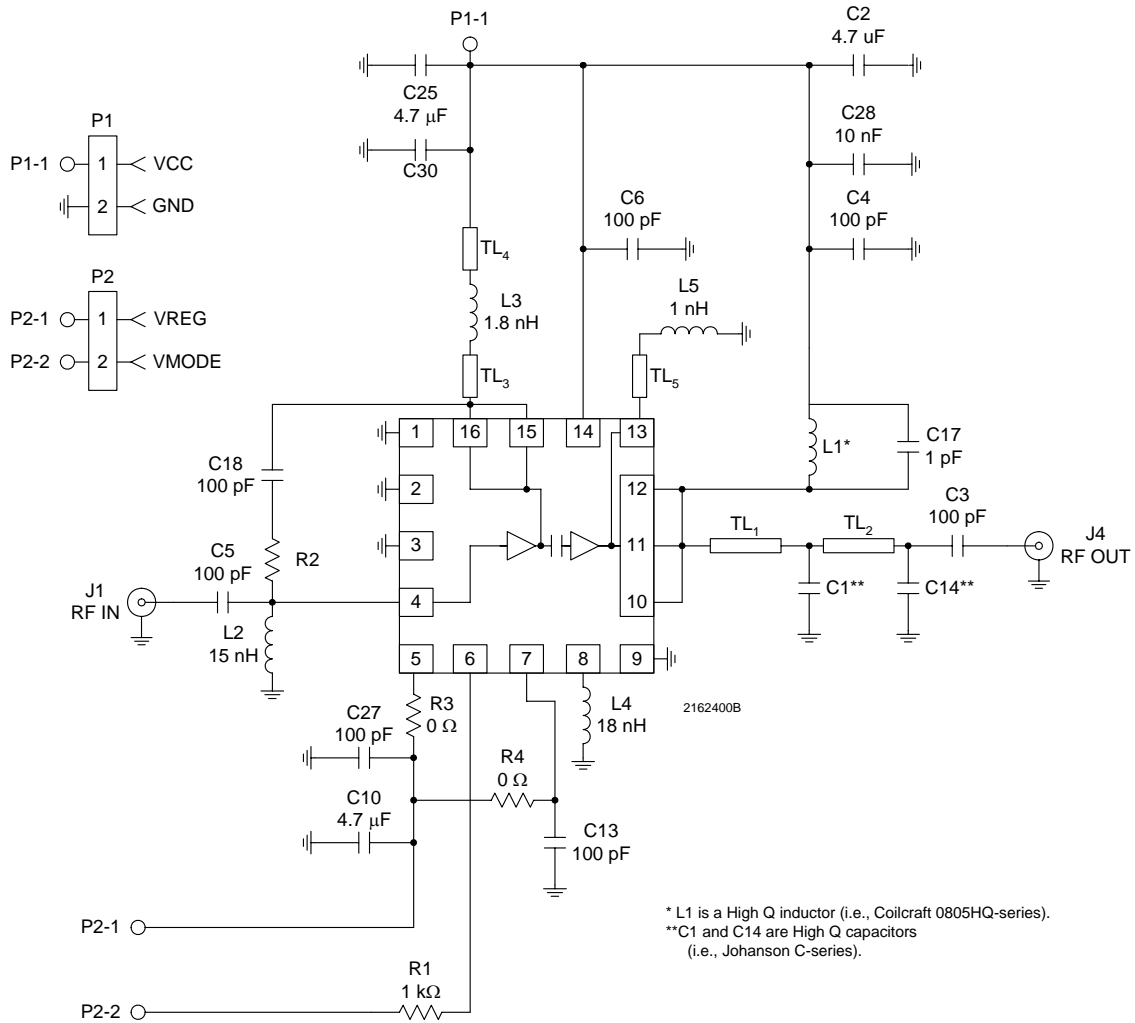 P1-1
C2
4.7 uF
C25
4.7 μF
C28
10 nF
P1
P1-1
1
VCC
2
GND
C30
C6
100 pF
C4
100 pF
TL4
P2
P2-1
1
VREG
P2-2
2
VMODE
L3
1.8 nH
L5
1 nH
TL3
TL5
1
16
15
14
13
L1*
C17
1 pF
C18
100 pF
2
12
C3
100 pF
TL1
TL2
J4
RF OUT
3
11
R2
C5
100 pF
C1**
C14**
J1
RF IN
4
10
L2
15 nH
5
6
7
8
9
R3
0 Ω
L4
18 nH
2162400B
C27
100 pF
R4
0 Ω
C10
4.7 μF
C13
100 pF
* L1 is a High Q inductor (i.e., Coilcraft 0805HQ-series).
**C1 and C14 are High Q capacitors
(i.e., Johanson C-series).
P2-1
R1
1 kΩ
P2-2